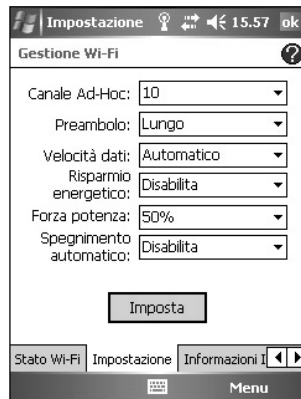 Impostazione 15.57 ok
Gestione Wi-Fi ?
Canale Ad-Hoc: 10
Preambolo: Lungo
Velocità dati: Automatico
Risparmio energetico: Disabilita
Forza potenza: 50%
Spegnimento automatico: Disabilita
Imposta
Stato Wi-Fi Impostazione Informazioni I
Menu